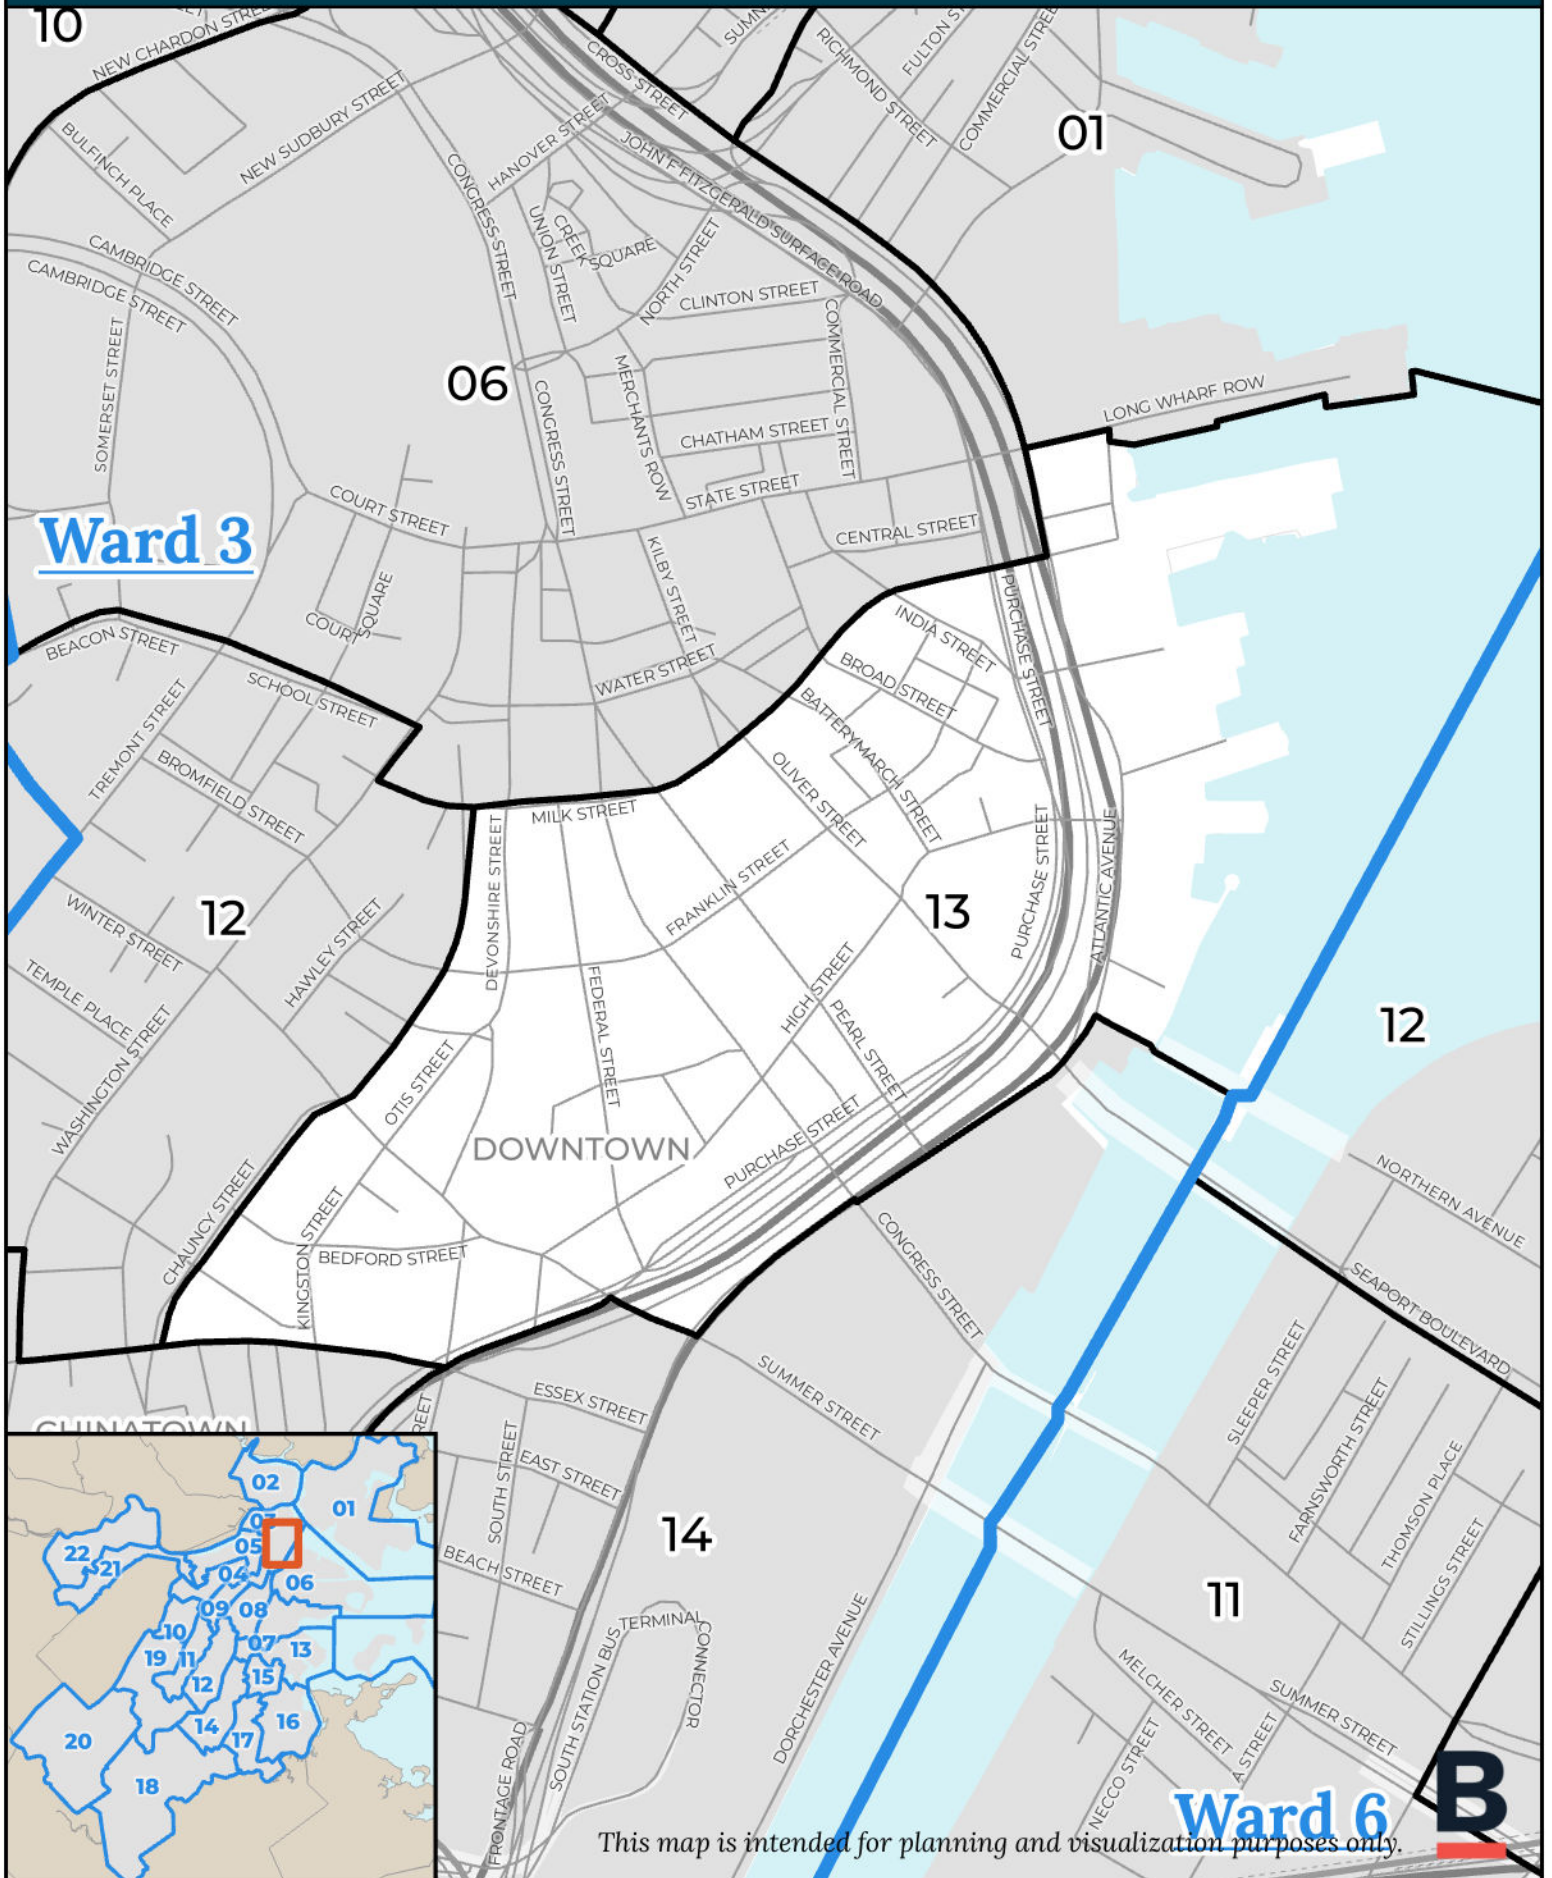 10
NEW CHARDON STREET
CROSS STREET
RICHMOND STREET
COMMERCIAL STREET
01
BULFINCH PLACE
NEW SUDBURY STREET
HANOVER STREET
CONGRESS STREET
JOHN F FITZGERALD SURFACE ROAD
UNION STREET
CREEK SQUARE
NORTH STREET
CAMBRIDGE STREET
CAMBRIDGE STREET
CLINTON STREET
COMMERCIAL STREET
SOMERSET STREET
06
CONGRESS STREET
MERCHANTS ROW
CHATHAM STREET
LONG WHARF ROW
STATE STREET
COURT STREET
CENTRAL STREET
Ward 3
KILBY STREET
COURT SQUARE
PURCHASE STREET
INDIA STREET
BEACON STREET
WATER STREET
BROAD STREET
SCHOOL STREET
TREMONT STREET
BATTERYMARCH STREET
BROMFIELD STREET
OLIVER STREET
MILK STREET
DEVONSHIRE STREET
FRANKLIN STREET
PURCHASE STREET
ATLANTIC AVENUE
12
13
WINTER STREET
HAWLEY STREET
TEMPLE PLACE
FEDERAL STREET
HIGH STREET
PEARL STREET
12
WASHINGTON STREET
OTIS STREET
DOWNTOWN
PURCHASE STREET
CHAUNCY STREET
KINGSTON STREET
BEDFORD STREET
NORTHERN AVENUE
CONGRESS STREET
SEAPORT BOULEVARD
SUMMER STREET
SLEEPER STREET
ESSEX STREET
FARNSWORTH STREET
CHINATOWN
SOUTH STREET
EAST STREET
THOMSON PLACE
14
BEACH STREET
STILLINGS STREET
11
SOUTH STATION BUS TERMINAL CONNECTOR
DORCHESTER AVENUE
MELCHER STREET
SUMMER STREET
A STREET
NECCO STREET
FRONTAGE ROAD
Ward 6
This map is intended for planning and visualization purposes only.
B
02
01
05
22
21
04
06
09
08
10
07
13
19
11
12
15
14
17
16
20
18